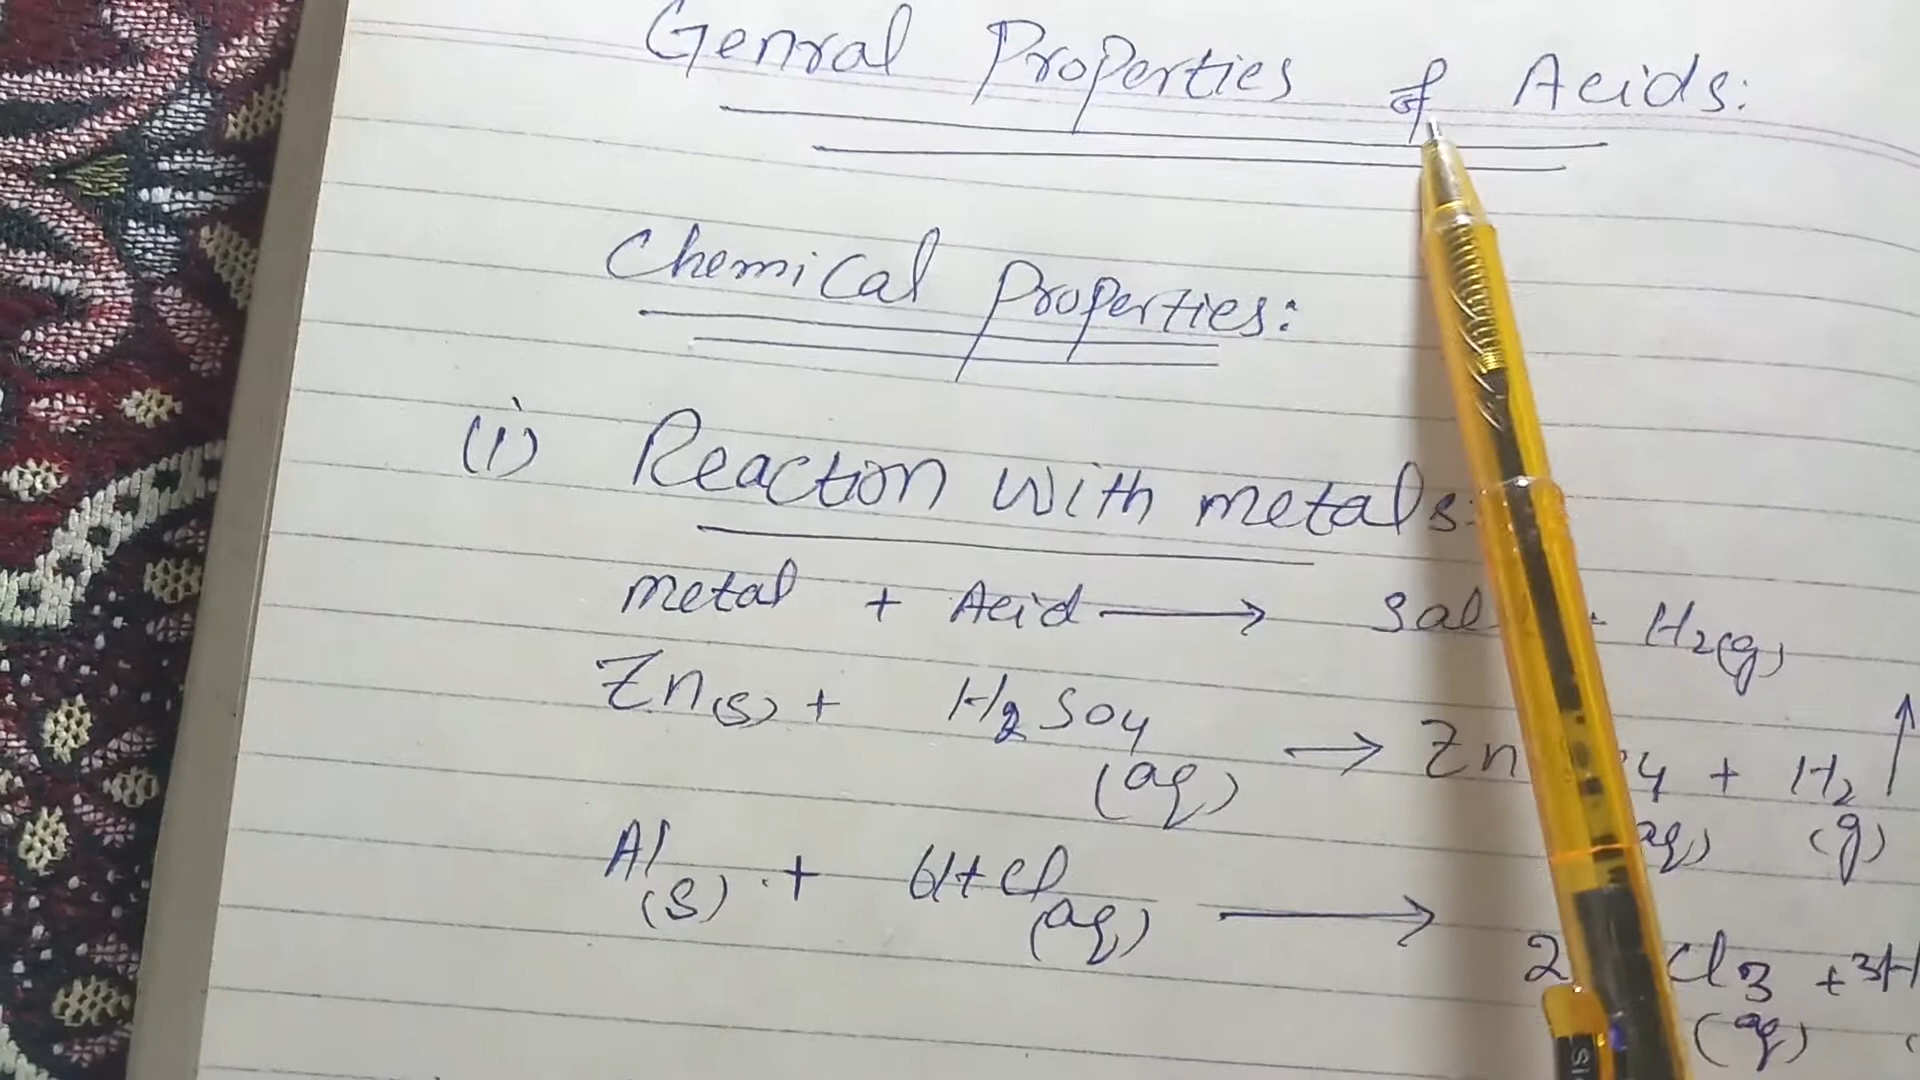 Genral Properties of Acids:
Chemical Properties:
(i) Reaction with metals:
metal + Acid → Sal + H2(g)
Zn(s) + H2SO4(aq) → Zn 4(aq) + H2(g) ↑
Al(s) + 6HCl(aq) → 2 Cl3(aq) + 3H